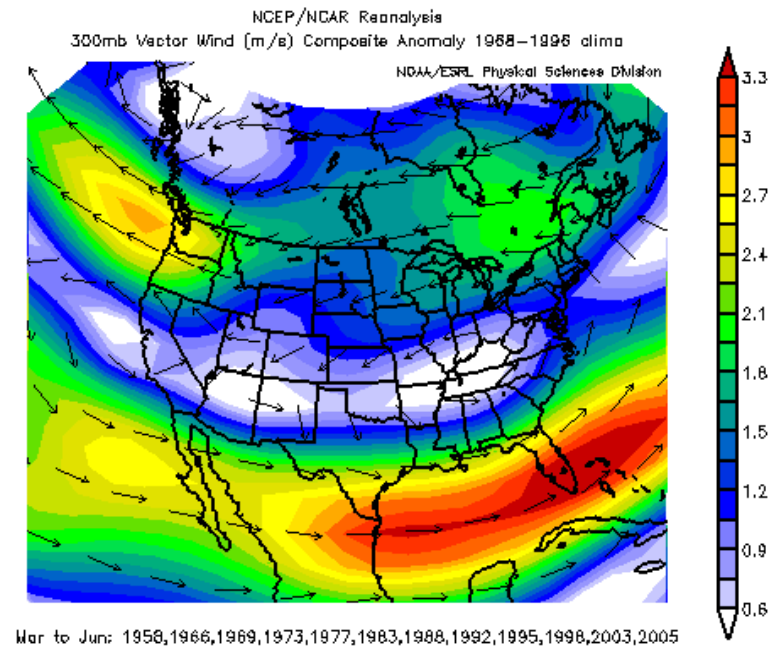 NCEP/NCAR Reanalysis
300mb Vector Wind (m/s) Composite Anomaly 1968-1996 clima
NOAA/ESRL Physical Sciences Division
3.3
3
2.7
2.4
2.1
1.8
1.5
1.2
0.9
0.6
Mar to Jun: 1958,1966,1969,1973,1977,1983,1988,1992,1995,1998,2003,2005